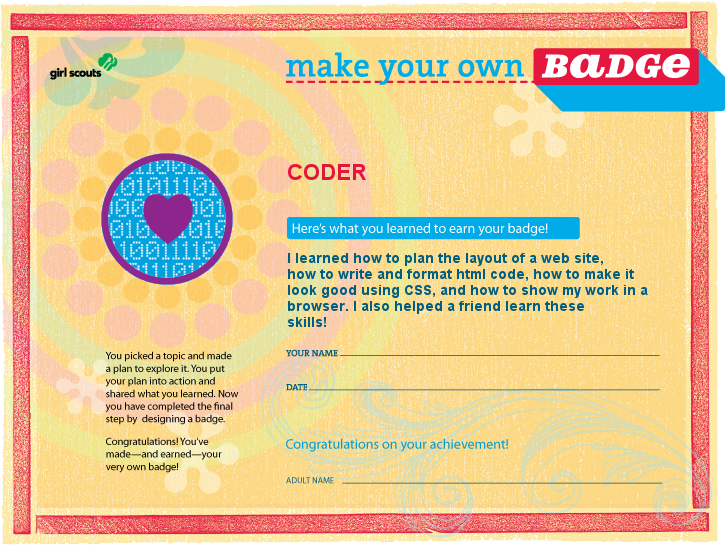 girl scouts
make your own BADGE
CODER
Here's what you learned to earn your badge!
I learned how to plan the layout of a web site,
how to write and format html code, how to make it
look good using CSS, and how to show my work in a
browser. I also helped a friend learn these
skills!
YOUR NAME
DATE
Congratulations on your achievement!
ADULT NAME
01011101
You picked a topic and made
a plan to explore it. You put
your plan into action and
shared what you learned. Now
you have completed the final
step by designing a badge.
Congratulations! You've
made—and earned—your
very own badge!